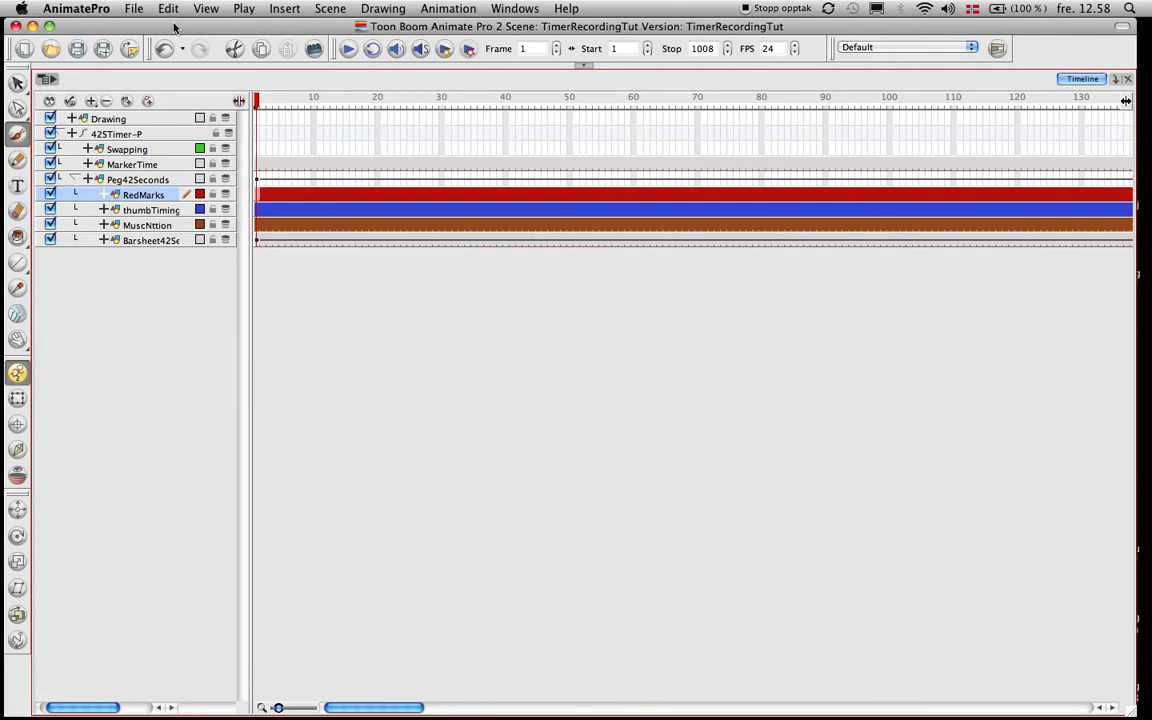 AnimatePro File Edit View Play Insert Scene Drawing Animation Windows Help Stopp opptak (100 %) fre. 12.58
Toon Boom Animate Pro 2 Scene: TimerRecordingTut Version: TimerRecordingTut
Frame 1 Start 1 Stop 1008 FPS 24 Default
Timeline
10 20 30 40 50 60 70 80 90 100 110 120 130
Drawing
42STimer-P
Swapping
MarkerTime
Peg42Seconds
RedMarks
thumbTiming
MuscNttion
Barsheet42Se